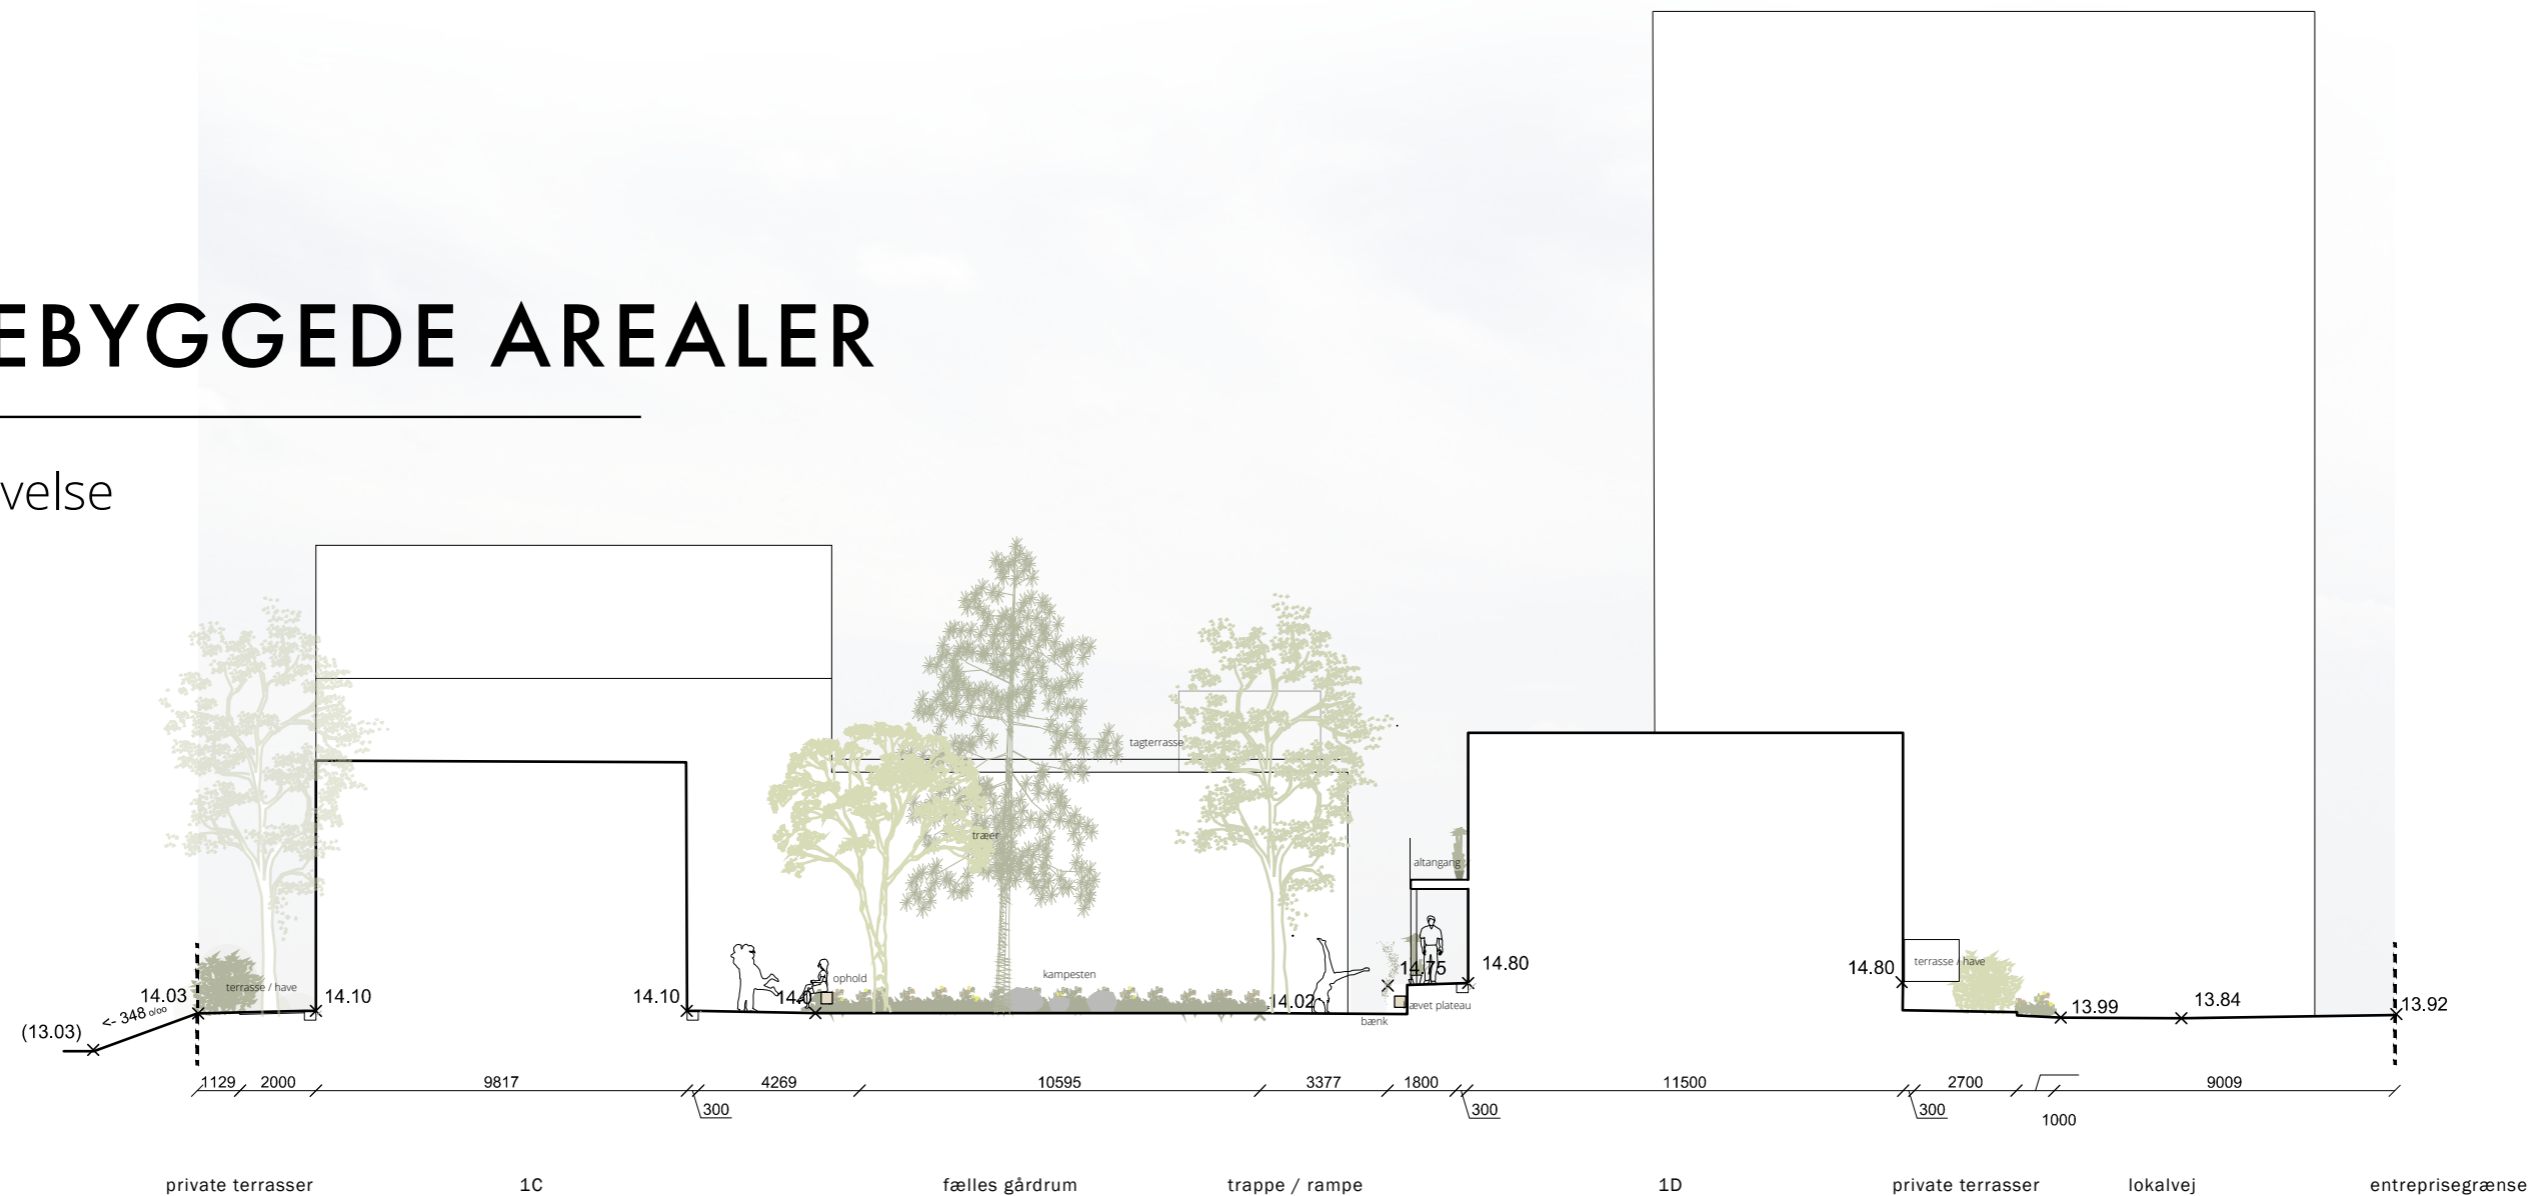 EBYGGEDE AREALER
velse
tagterrasse
træer
altangang
ophold
kampesten
terrasse / have
terrasse / have
bænk
ævet plateau
14.03
14.10
14.10
14.0
14.02
14.75
14.80
14.80
13.99
13.84
13.92
(13.03)
<- 348 o/oo
1129
2000
9817
4269
10595
3377
1800
11500
2700
9009
300
300
300
1000
private terrasser
1C
fælles gårdrum
trappe / rampe
1D
private terrasser
lokalvej
entreprisegrænse